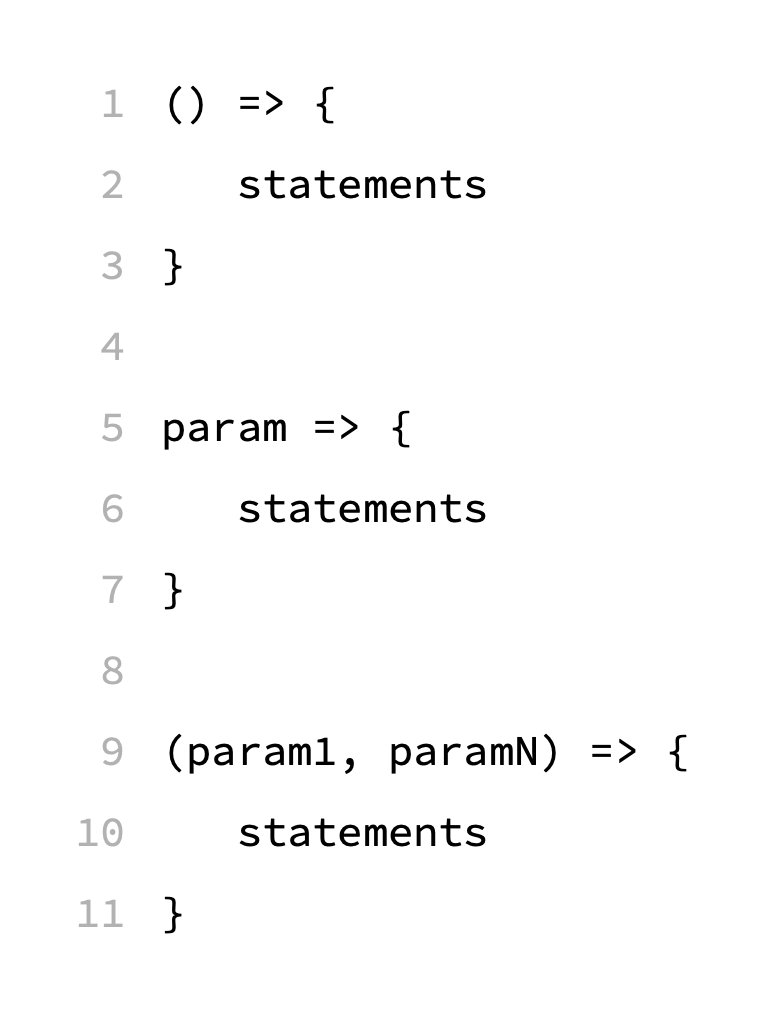 1 () => {
2    statements
3 }
4
5 param => {
6    statements
7 }
8
9 (param1, paramN) => {
10    statements
11 }